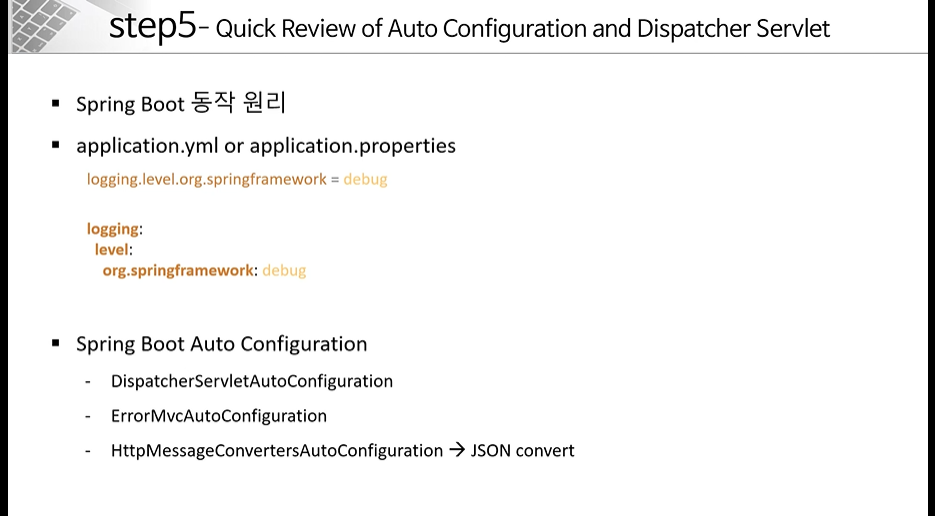 step5- Quick Review of Auto Configuration and Dispatcher Servlet
▪ Spring Boot 동작 원리
▪ application.yml or application.properties
logging.level.org.springframework = debug
logging:
level:
org.springframework: debug
▪ Spring Boot Auto Configuration
- DispatcherServletAutoConfiguration
- ErrorMvcAutoConfiguration
- HttpMessageConvertersAutoConfiguration → JSON convert